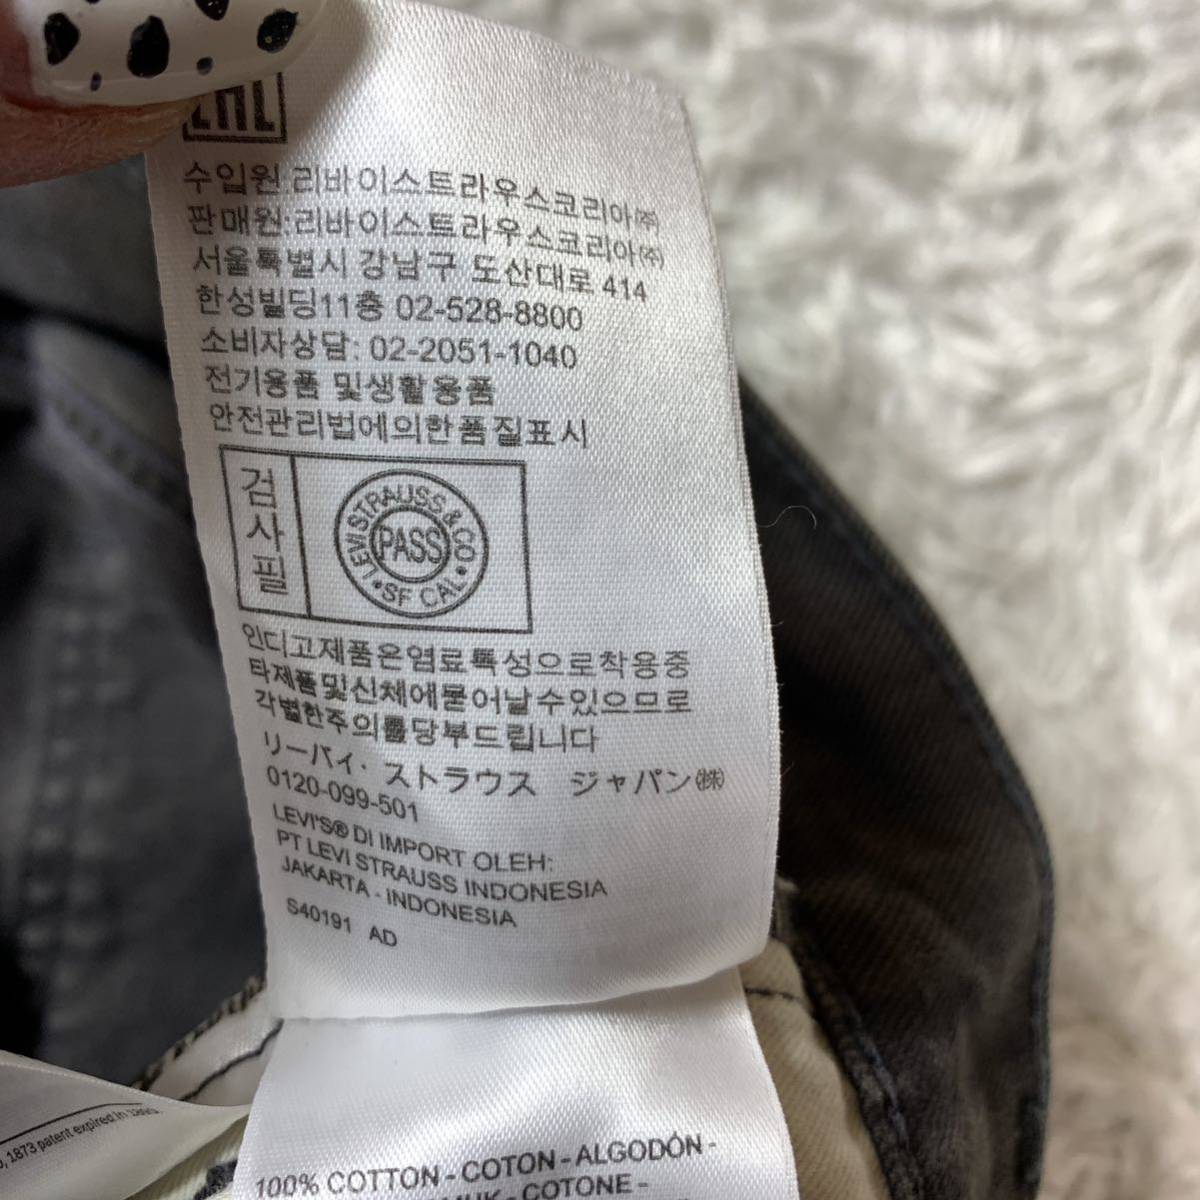 EAC
수입원 리바이스트라우스코리아㈜
판매원:리바이스트라우스코리아㈜
서울특별시 강남구 도산대로 414
한성빌딩11층 02-528-8800
소비자상담: 02-2051-1040
전기용품 및생활용품
안전관리법에의한품질표시
검사필
LEVI STRAUSS & CO
PASS
• SF CAL •
인디고제품은염료특성으로착용중
타제품및신체에묻어날수있으므로
각별한주의를당부드립니다
リーバイ・ストラウス ジャパン㈱
0120-099-501
LEVI'S® DI IMPORT OLEH:
PT LEVI STRAUSS INDONESIA
JAKARTA - INDONESIA
S40191 AD
1873 patent expired in 1890.
100% COTTON - COTON - ALGODÓN -
COTONE -